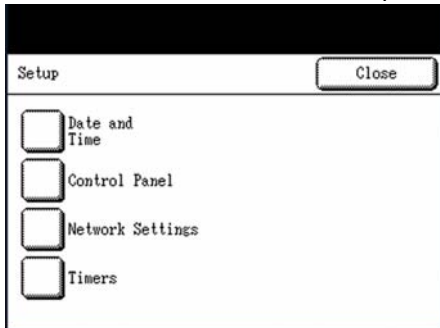 Setup
Close
Date and
Time
Control Panel
Network Settings
Timers